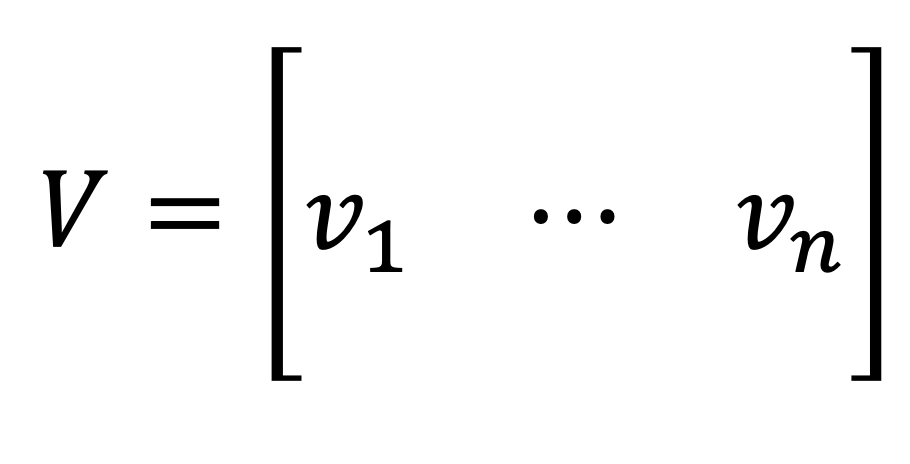 V = [v₁ ⋯ vₙ]